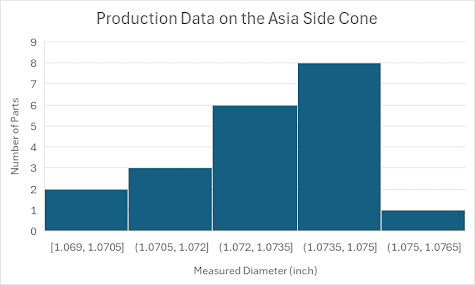 Production Data on the Asia Side Cone
Number of Parts
9
8
7
6
5
4
3
2
1
0
[1.069, 1.0705] (1.0705, 1.072] (1.072, 1.0735] (1.0735, 1.075] (1.075, 1.0765]
Measured Diameter (inch)